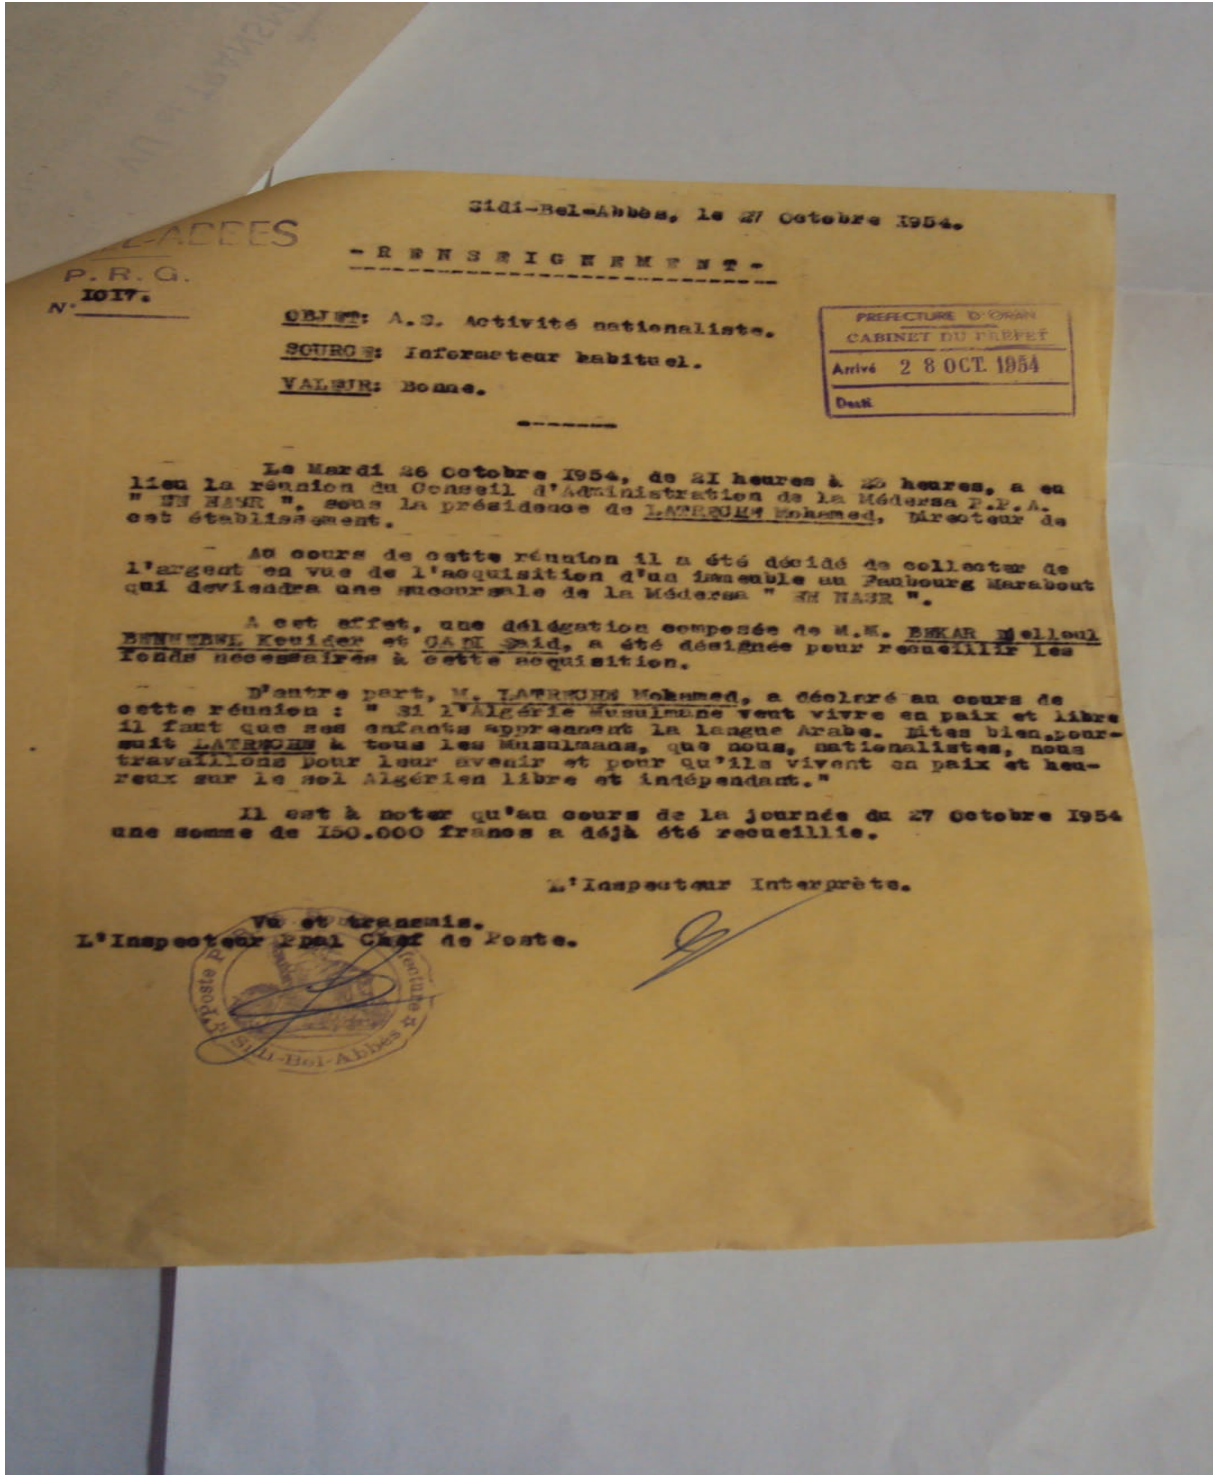 Sidi-Bel-Abbès, le 27 Octobre 1954.
EL-ABBES
-RENSEIGNEMENT-
P. R. G.
N° 1017.
OBJET: A.S. Activité nationaliste.
SOURCE: Informateur habituel.
VALEUR: Bonne.
PREFECTURE D'ORAN
CABINET DU PREFET
Arrivé 28 OCT. 1954
Dest.
Le Mardi 26 Octobre 1954, de 2I heures à 23 heures, a eu
lieu la réunion du Conseil d'Administration de la Médersa P.P.A.
" EN NASR ", sous la présidence de LATRECHE Mohamed, Directeur de
cet établissement.
Au cours de cette réunion il a été décidé de collecter de
l'argent en vue de l'acquisition d'un immeuble au Faubourg Marabout
qui deviendra une succursale de la Médersa " EN NASR ".
A cet effet, une délégation composée de M.M. BEKAR Djelloul
Kouider et Said, a été désignée pour recueillir les
fonds nécessaires à cette acquisition.
D'autre part, M. LATRECHE Mohamed, a déclaré au cours de
cette réunion : " Si l'Algérie Musulmane veut vivre en paix et libre
il faut que ses enfants apprennent la langue Arabe. Dites bien,pour-
suit LATRECHE à tous les Musulmans, que nous, nationalistes, nous
travaillons pour leur avenir et pour qu'ils vivent en paix et heu-
reux sur le sol Algérien libre et indépendant."
Il est à noter qu'au cours de la journée du 27 Octobre I954
une somme de I50.000 francs a déjà été recueillie.
L'Inspecteur Interprète.
Vu et transmis.
L'Inspecteur Ppal Chef de Poste.
Sidi-Bel-Abbès